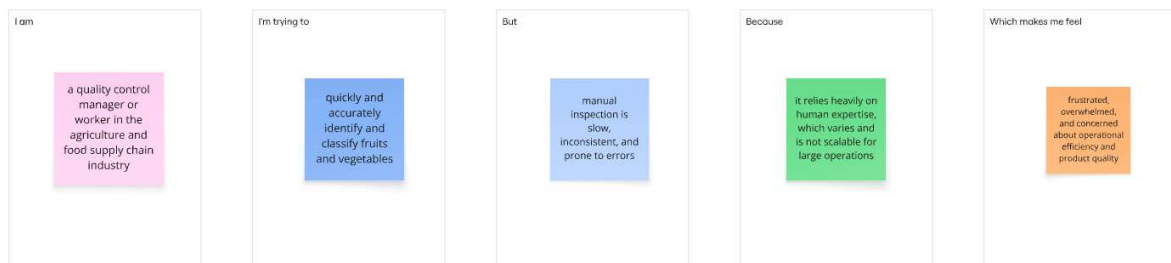 I am
a quality control
manager or
worker in the
agriculture and
food supply chain
industry
I'm trying to
quickly and
accurately
identify and
classify fruits
and vegetables
But
manual
inspection is
slow,
inconsistent, and
prone to errors
Because
it relies heavily on
human expertise,
which varies and
is not scalable for
large operations
Which makes me feel
frustrated,
overwhelmed,
and concerned
about operational
efficiency and
product quality